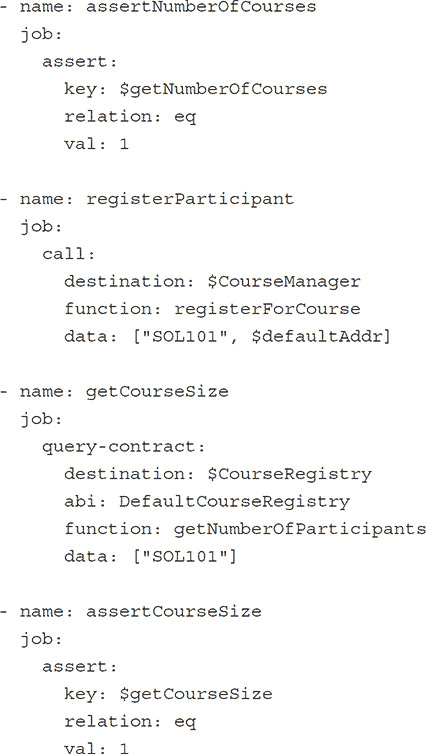 - name: assertNumberOfCourses
  job:
    assert:
      key: $getNumberOfCourses
      relation: eq
      val: 1

- name: registerParticipant
  job:
    call:
      destination: $CourseManager
      function: registerForCourse
      data: ["SOL101", $defaultAddr]

- name: getCourseSize
  job:
    query-contract:
      destination: $CourseRegistry
      abi: DefaultCourseRegistry
      function: getNumberOfParticipants
      data: ["SOL101"]

- name: assertCourseSize
  job:
    assert:
      key: $getCourseSize
      relation: eq
      val: 1